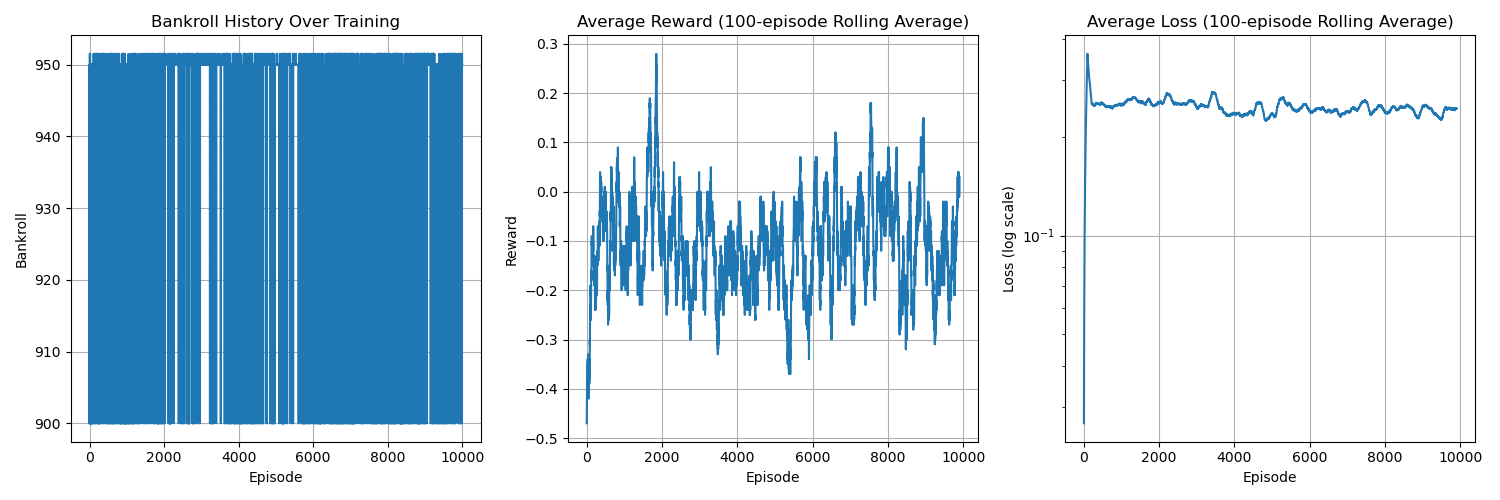 Bankroll History Over Training
Bankroll
950
940
930
920
910
900
0 2000 4000 6000 8000 10000
Episode
Average Reward (100-episode Rolling Average)
Reward
0.3
0.2
0.1
0.0
−0.1
−0.2
−0.3
−0.4
−0.5
0 2000 4000 6000 8000 10000
Episode
Average Loss (100-episode Rolling Average)
Loss (log scale)
10⁻¹
0 2000 4000 6000 8000 10000
Episode